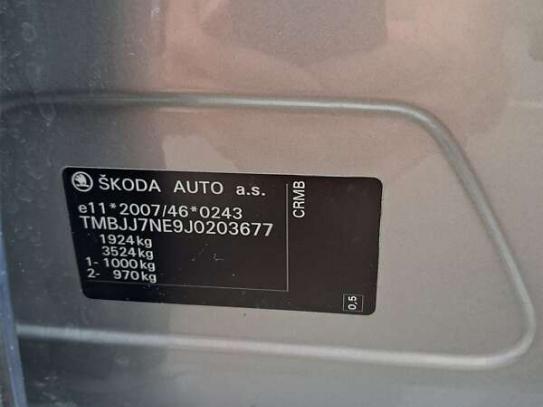 ŠKODA AUTO a.s.
e11*2007/46*0243
TMBJJ7NE9J0203677
1924kg
3524kg
1- 1000kg
2- 970kg
CRMB
0.5